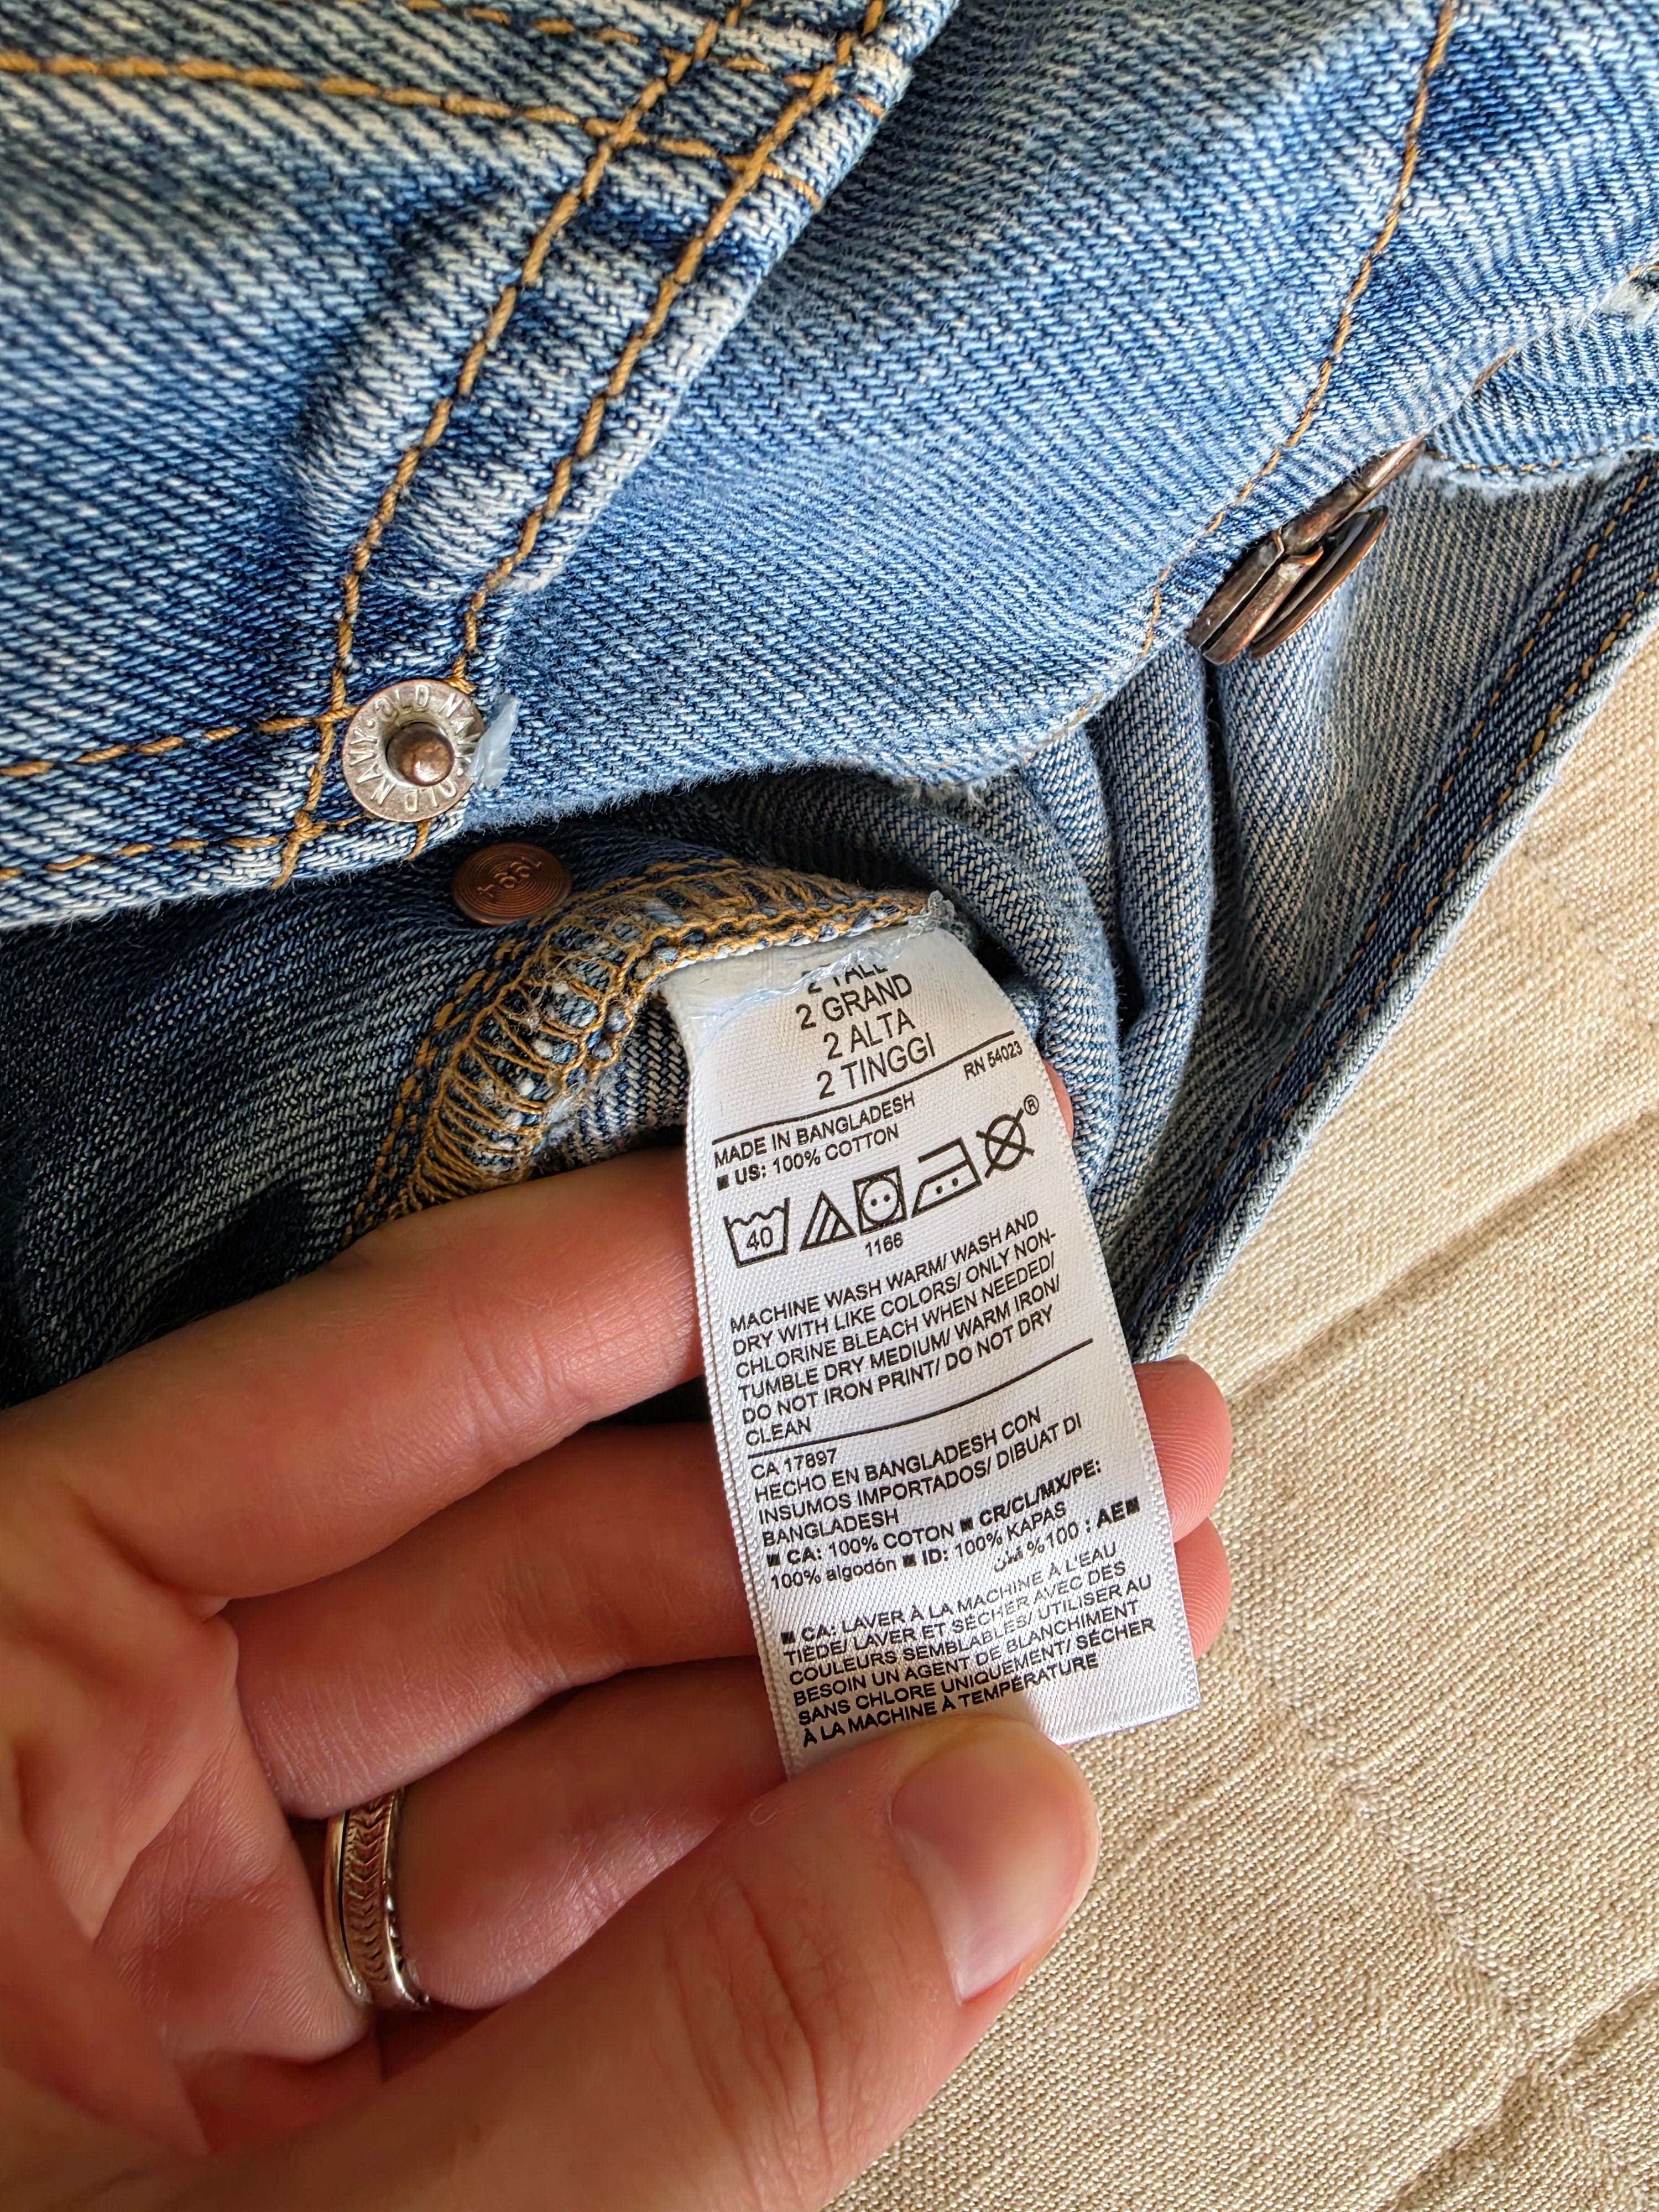 OLD NAVY · OLD NAVY ·
1994
2 TALL
2 GRAND
2 ALTA
2 TINGGI
RN 54023
MADE IN BANGLADESH
■ US: 100% COTTON
®
40
1166
MACHINE WASH WARM/ WASH AND
DRY WITH LIKE COLORS/ ONLY NON-
CHLORINE BLEACH WHEN NEEDED/
TUMBLE DRY MEDIUM/ WARM IRON/
DO NOT IRON PRINT/ DO NOT DRY
CLEAN
CA 17897
HECHO EN BANGLADESH CON
INSUMOS IMPORTADOS/ DIBUAT DI
BANGLADESH
■ CA: 100% COTON ■ CR/CL/MX/PE:
100% algodón ■ ID: 100% KAPAS
■AE : 100% قطن
■ CA: LAVER À LA MACHINE À L'EAU
TIÈDE/ LAVER ET SÉCHER AVEC DES
COULEURS SEMBLABLES/ UTILISER AU
BESOIN UN AGENT DE BLANCHIMENT
SANS CHLORE UNIQUEMENT/ SÉCHER
À LA MACHINE À TEMPÉRATURE